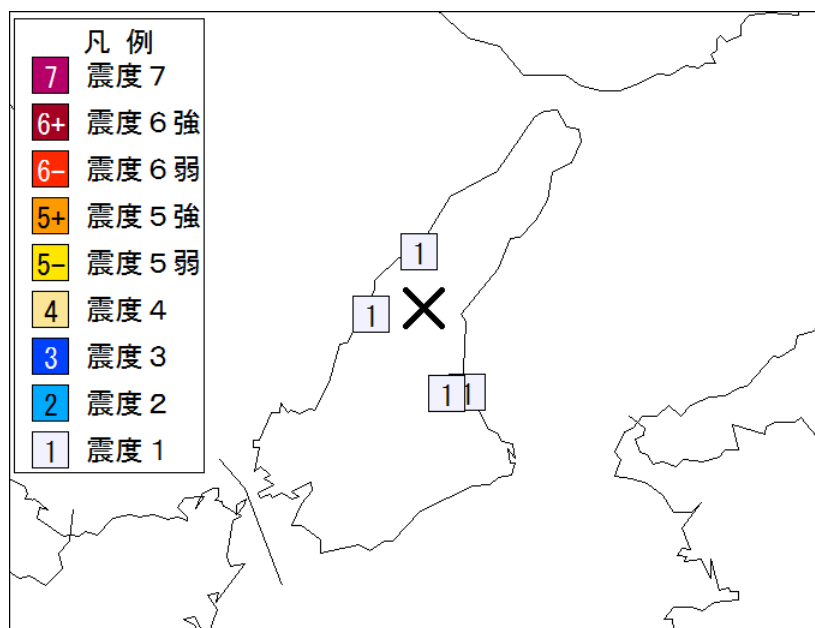 凡 例
7 震度７
6+ 震度６強
6− 震度６弱
5+ 震度５強
5− 震度５弱
4 震度４
3 震度３
2 震度２
1 震度１
1
1
1 1